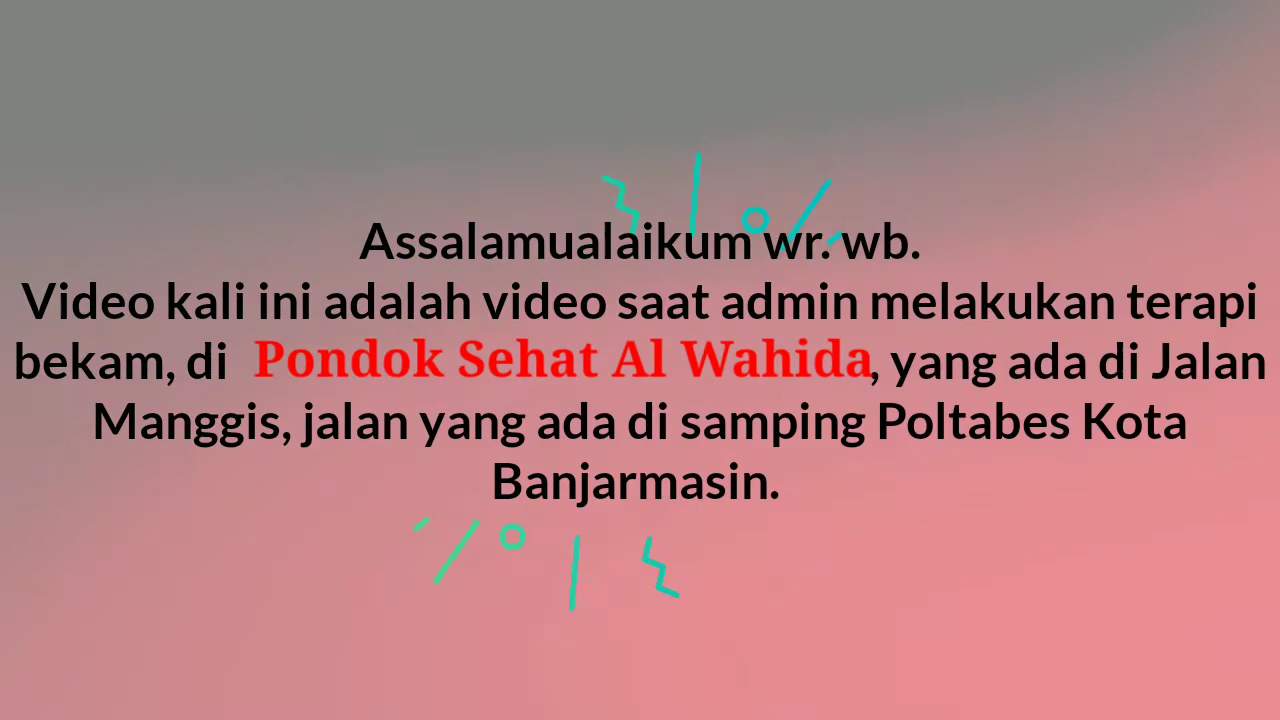 Assalamualaikum wr. wb.
Video kali ini adalah video saat admin melakukan terapi
bekam, di Pondok Sehat Al Wahida, yang ada di Jalan
Manggis, jalan yang ada di samping Poltabes Kota
Banjarmasin.